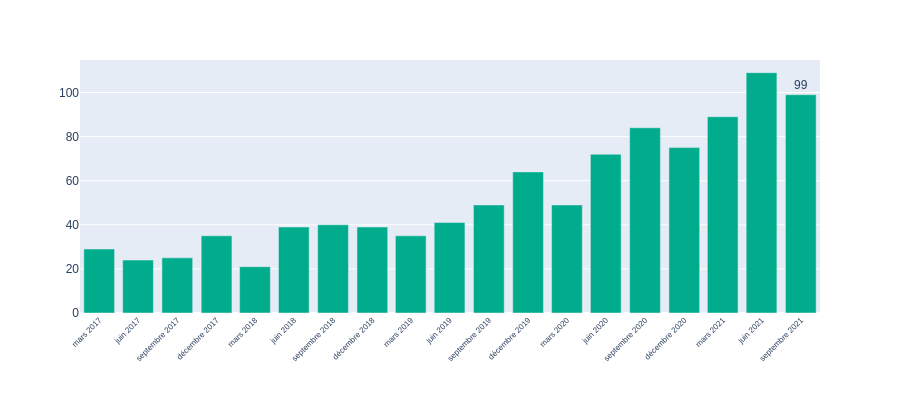 99
100
80
60
40
20
0
mars 2017
juin 2017
septembre 2017
décembre 2017
mars 2018
juin 2018
septembre 2018
décembre 2018
mars 2019
juin 2019
septembre 2019
décembre 2019
mars 2020
juin 2020
septembre 2020
décembre 2020
mars 2021
juin 2021
septembre 2021